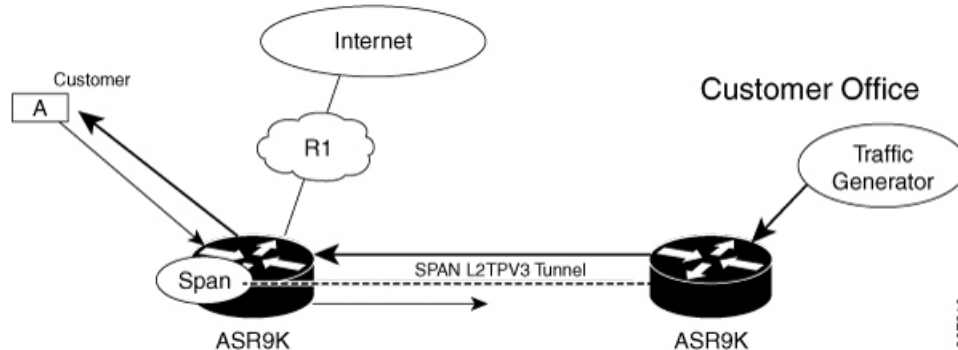 Internet
Customer
A
Customer Office
R1
Traffic
Generator
SPAN L2TPV3 Tunnel
Span
ASR9K
ASR9K